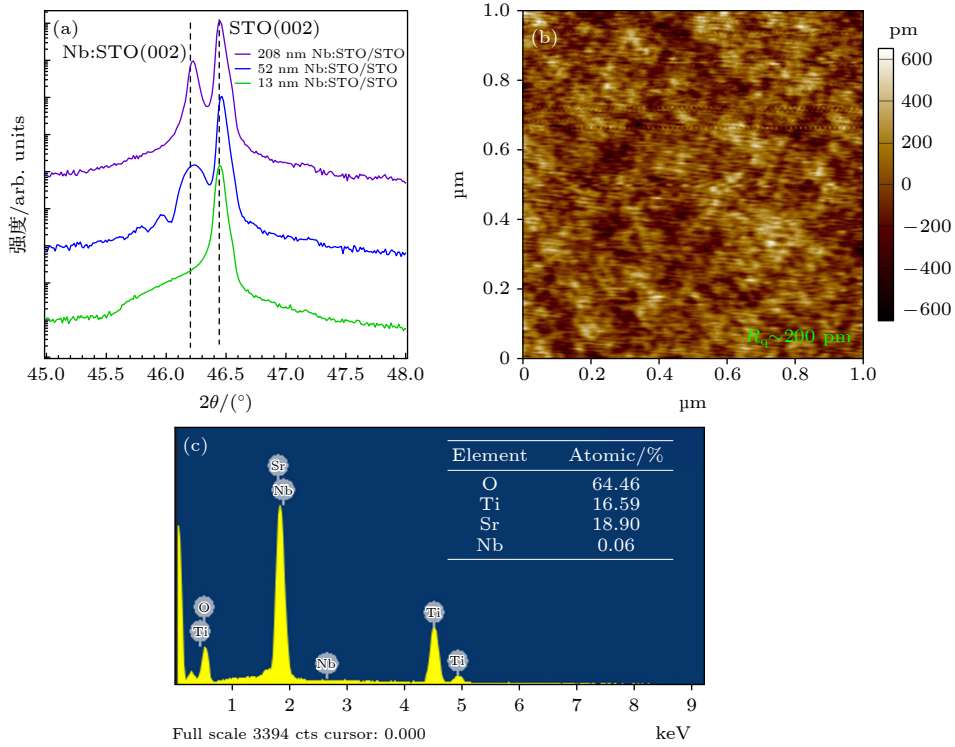 (a)
STO(002)
Nb:STO(002)
208 nm Nb:STO/STO
52 nm Nb:STO/STO
13 nm Nb:STO/STO
强度/arb. units
45.0 45.5 46.0 46.5 47.0 47.5 48.0
2θ/(°)
(b)
1.0
0.8
0.6
0.4
0.2
0
µm
0 0.2 0.4 0.6 0.8 1.0
µm
Rq~200 pm
pm
600
400
200
0
−200
−400
−600
(c)
Element Atomic/%
O 64.46
Ti 16.59
Sr 18.90
Nb 0.06
Sr
Nb
O
Ti
Nb
Ti
Ti
1 2 3 4 5 6 7 8 9
Full scale 3394 cts cursor: 0.000
keV